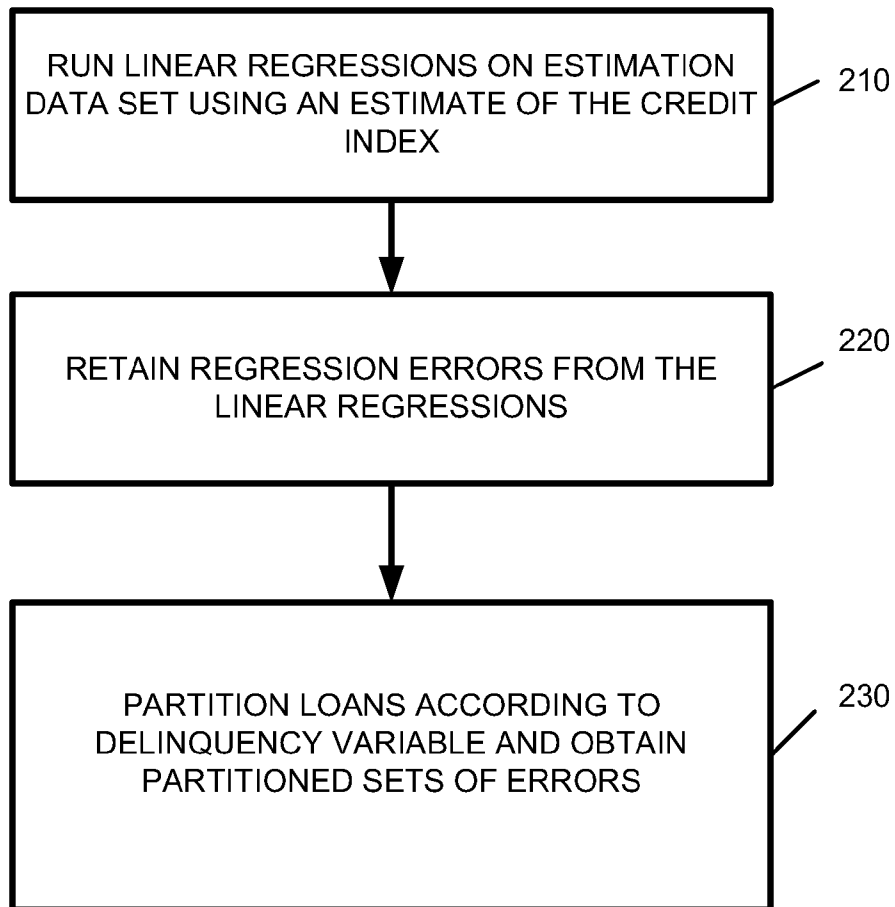 RUN LINEAR REGRESSIONS ON ESTIMATION
DATA SET USING AN ESTIMATE OF THE CREDIT
INDEX
210
RETAIN REGRESSION ERRORS FROM THE
LINEAR REGRESSIONS
220
PARTITION LOANS ACCORDING TO
DELINQUENCY VARIABLE AND OBTAIN
PARTITIONED SETS OF ERRORS
230